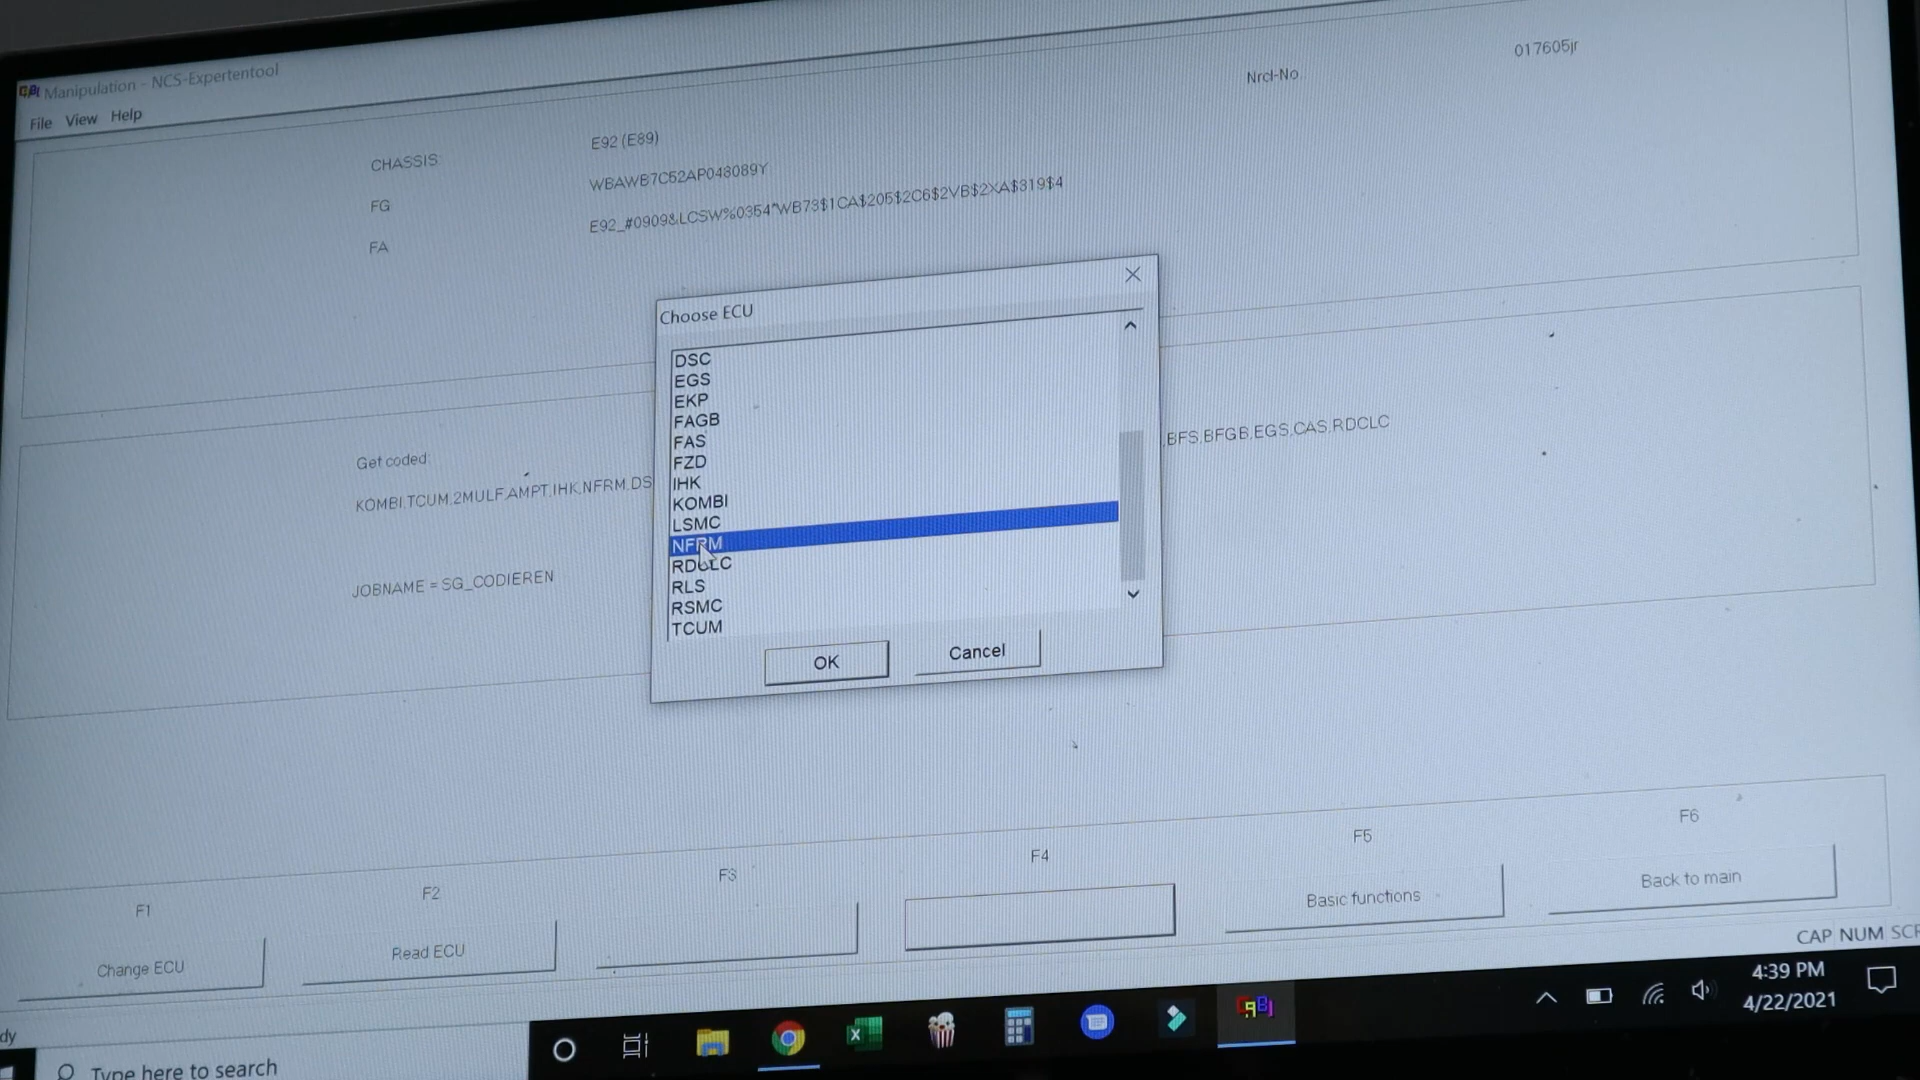 Manipulation - NCS-Expertentool
File View Help
Nrcl-No
017605jr
CHASSIS
E92 (E89)
FG
WBAWB7C52AP048089Y
FA
E92_#0909&LCSW%0354*WB73$1CA$205$2C6$2VB$2XA$319$4
Choose ECU
DSC
EGS
EKP
FAGB
FAS
FZD
IHK
KOMBI
LSMC
NFRM
RDCLC
RLS
RSMC
TCUM
OK
Cancel
Get coded:
KOMBI,TCUM,2MULF,AMPT,IHK,NFRM,DS
,BFS,BFGB,EGS,CAS,RDCLC
JOBNAME = SG_CODIEREN
F1
F2
F3
F4
F5
F6
Change ECU
Read ECU
Basic functions
Back to main
CAP NUM SCR
dy
Type here to search
4:39 PM
4/22/2021